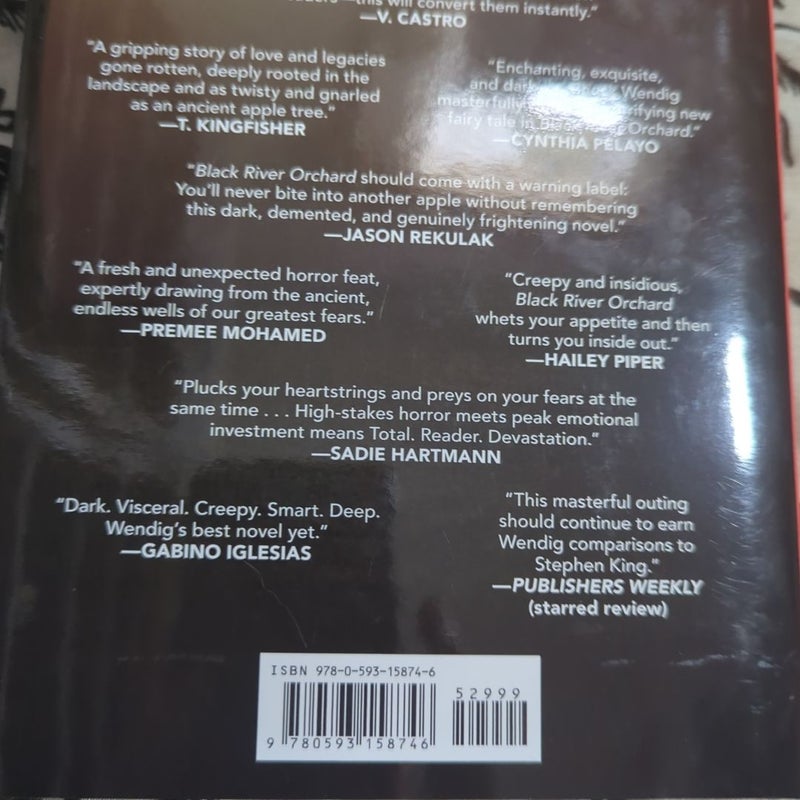 this will convert them instantly."
—V. CASTRO
"A gripping story of love and legacies
gone rotten, deeply rooted in the
landscape and as twisty and gnarled
as an ancient apple tree."
—T. KINGFISHER
"Enchanting, exquisite,
and Wendig
masterfully new
fairy tale in Orchard."
—CYNTHIA PELAYO
"Black River Orchard should come with a warning label:
You'll never bite into another apple without remembering
this dark, demented, and genuinely frightening novel."
—JASON REKULAK
"A fresh and unexpected horror feat,
expertly drawing from the ancient,
endless wells of our greatest fears."
—PREMEE MOHAMED
"Creepy and insidious,
Black River Orchard
whets your appetite and then
turns you inside out."
—HAILEY PIPER
"Plucks your heartstrings and preys on your fears at the
same time . . . High-stakes horror meets peak emotional
investment means Total. Reader. Devastation."
—SADIE HARTMANN
"Dark. Visceral. Creepy. Smart. Deep.
Wendig's best novel yet."
—GABINO IGLESIAS
"This masterful outing
should continue to earn
Wendig comparisons to
Stephen King."
—PUBLISHERS WEEKLY
(starred review)
ISBN 978-0-593-15874-6
52999
9 780593 158746